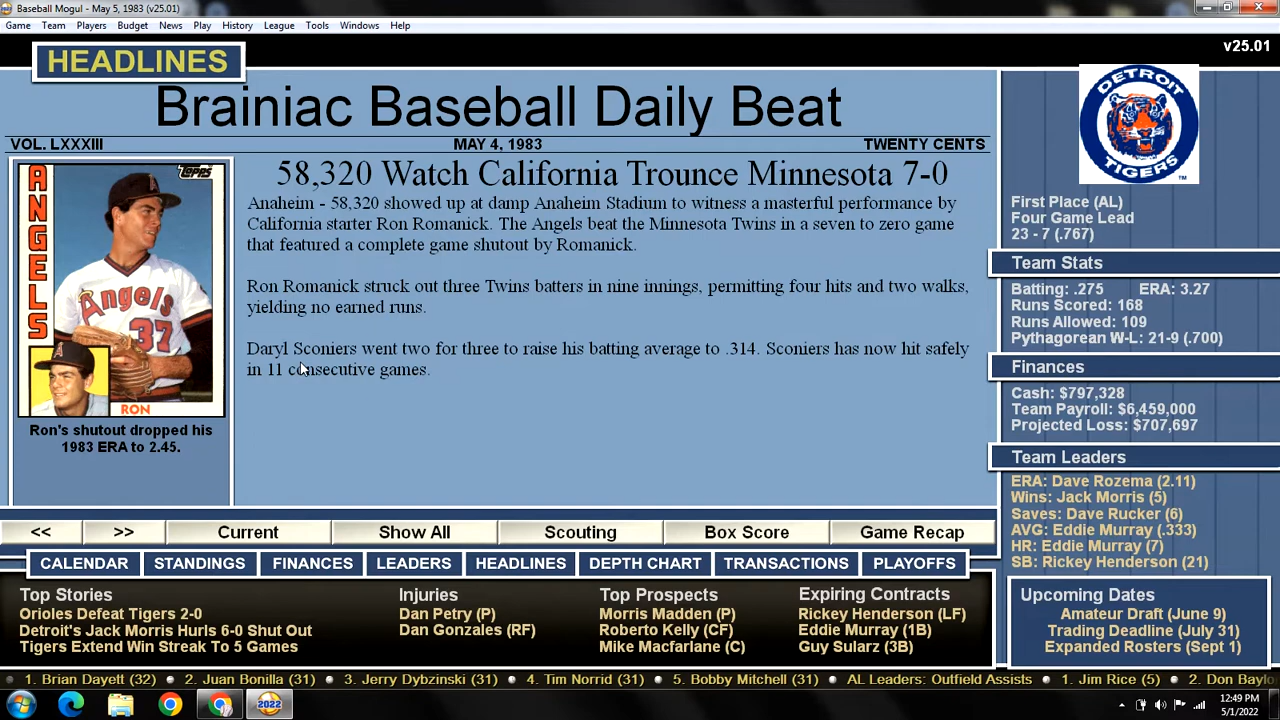 Baseball Mogul - May 5, 1983 (v25.01)
Game Team Players Budget News Play History League Tools Windows Help
HEADLINES
v25.01
Brainiac Baseball Daily Beat
VOL. LXXXIII MAY 4, 1983 TWENTY CENTS
ANGELS
TOPPS
Angels
37
RON
Ron's shutout dropped his
1983 ERA to 2.45.
58,320 Watch California Trounce Minnesota 7-0
Anaheim - 58,320 showed up at damp Anaheim Stadium to witness a masterful performance by
California starter Ron Romanick. The Angels beat the Minnesota Twins in a seven to zero game
that featured a complete game shutout by Romanick.
Ron Romanick struck out three Twins batters in nine innings, permitting four hits and two walks,
yielding no earned runs.
Daryl Sconiers went two for three to raise his batting average to .314. Sconiers has now hit safely
in 11 consecutive games.
DETROIT
TIGERS
TM
First Place (AL)
Four Game Lead
23 - 7 (.767)
Team Stats
Batting: .275 ERA: 3.27
Runs Scored: 168
Runs Allowed: 109
Pythagorean W-L: 21-9 (.700)
Finances
Cash: $797,328
Team Payroll: $6,459,000
Projected Loss: $707,697
Team Leaders
ERA: Dave Rozema (2.11)
Wins: Jack Morris (5)
Saves: Dave Rucker (6)
AVG: Eddie Murray (.333)
HR: Eddie Murray (7)
SB: Rickey Henderson (21)
<< >> Current Show All Scouting Box Score Game Recap
CALENDAR STANDINGS FINANCES LEADERS HEADLINES DEPTH CHART TRANSACTIONS PLAYOFFS
Top Stories
Orioles Defeat Tigers 2-0
Detroit's Jack Morris Hurls 6-0 Shut Out
Tigers Extend Win Streak To 5 Games
Injuries
Dan Petry (P)
Dan Gonzales (RF)
Top Prospects
Morris Madden (P)
Roberto Kelly (CF)
Mike Macfarlane (C)
Expiring Contracts
Rickey Henderson (LF)
Eddie Murray (1B)
Guy Sularz (3B)
Upcoming Dates
Amateur Draft (June 9)
Trading Deadline (July 31)
Expanded Rosters (Sept 1)
1. Brian Dayett (32) 2. Juan Bonilla (31) 3. Jerry Dybzinski (31) 4. Tim Norrid (31) 5. Bobby Mitchell (31) AL Leaders: Outfield Assists 1. Jim Rice (5) 2. Don Baylo
2022
12:49 PM
5/1/2022